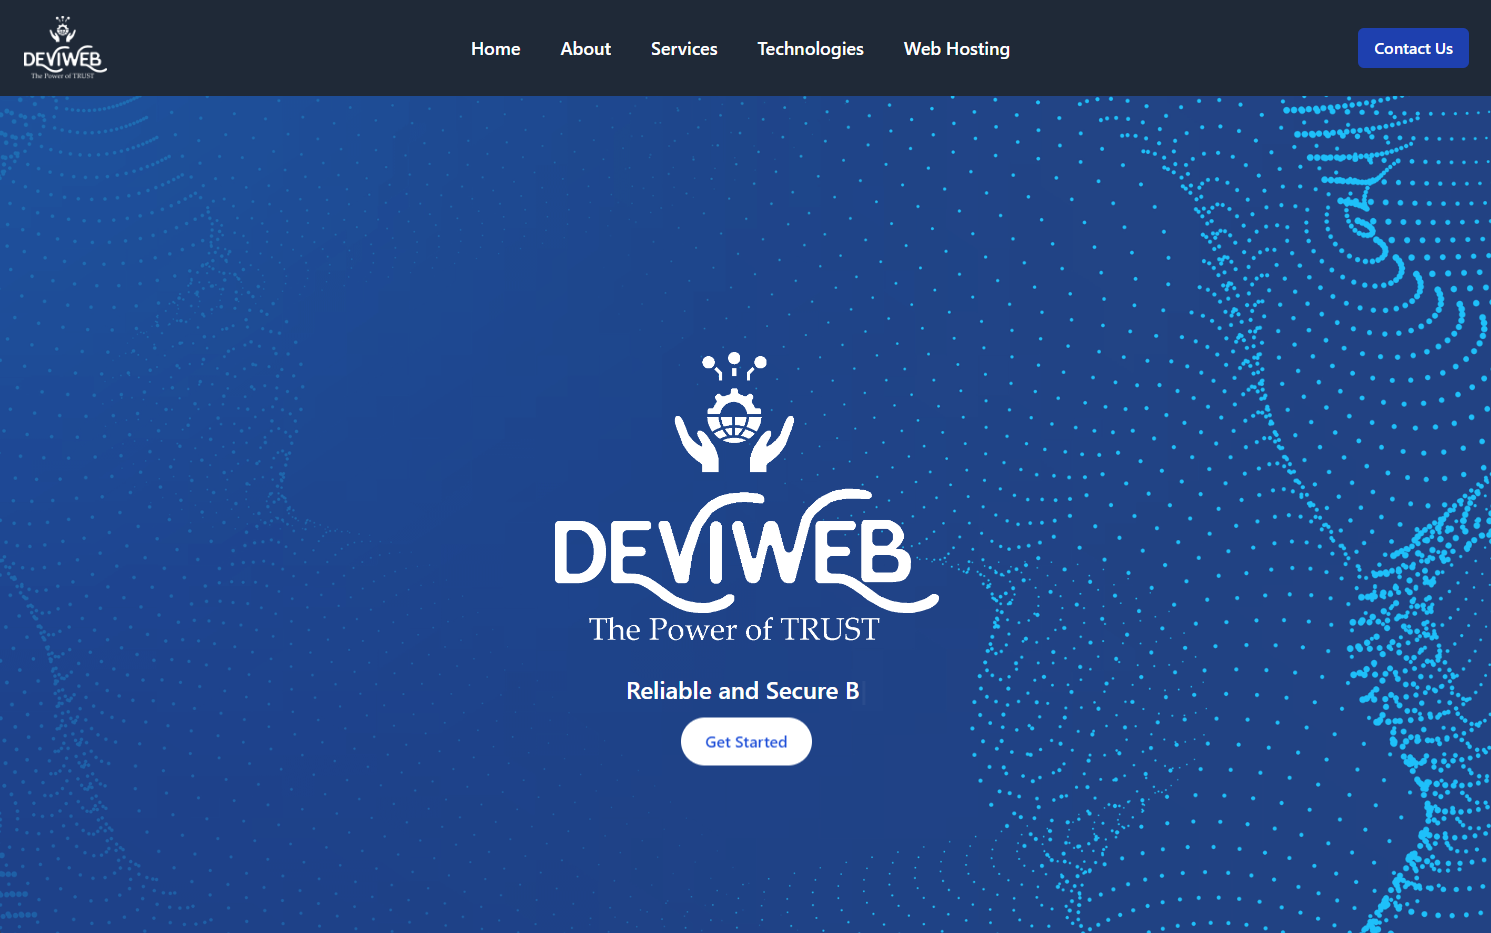 DEVIWEB
The Power of TRUST
Home About Services Technologies Web Hosting
Contact Us
DEVIWEB
The Power of TRUST
Reliable and Secure B
Get Started